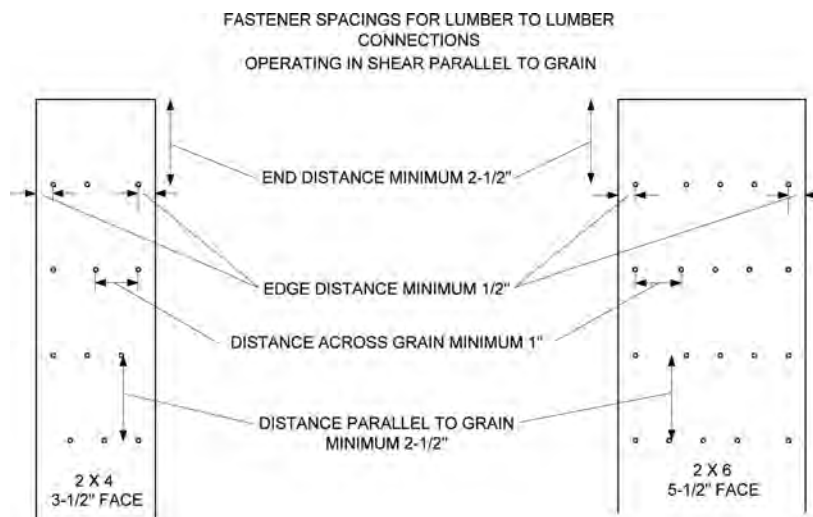 FASTENER SPACINGS FOR LUMBER TO LUMBER
CONNECTIONS
OPERATING IN SHEAR PARALLEL TO GRAIN
END DISTANCE MINIMUM 2-1/2"
EDGE DISTANCE MINIMUM 1/2"
DISTANCE ACROSS GRAIN MINIMUM 1"
DISTANCE PARALLEL TO GRAIN
MINIMUM 2-1/2"
2 X 4
3-1/2" FACE
2 X 6
5-1/2" FACE